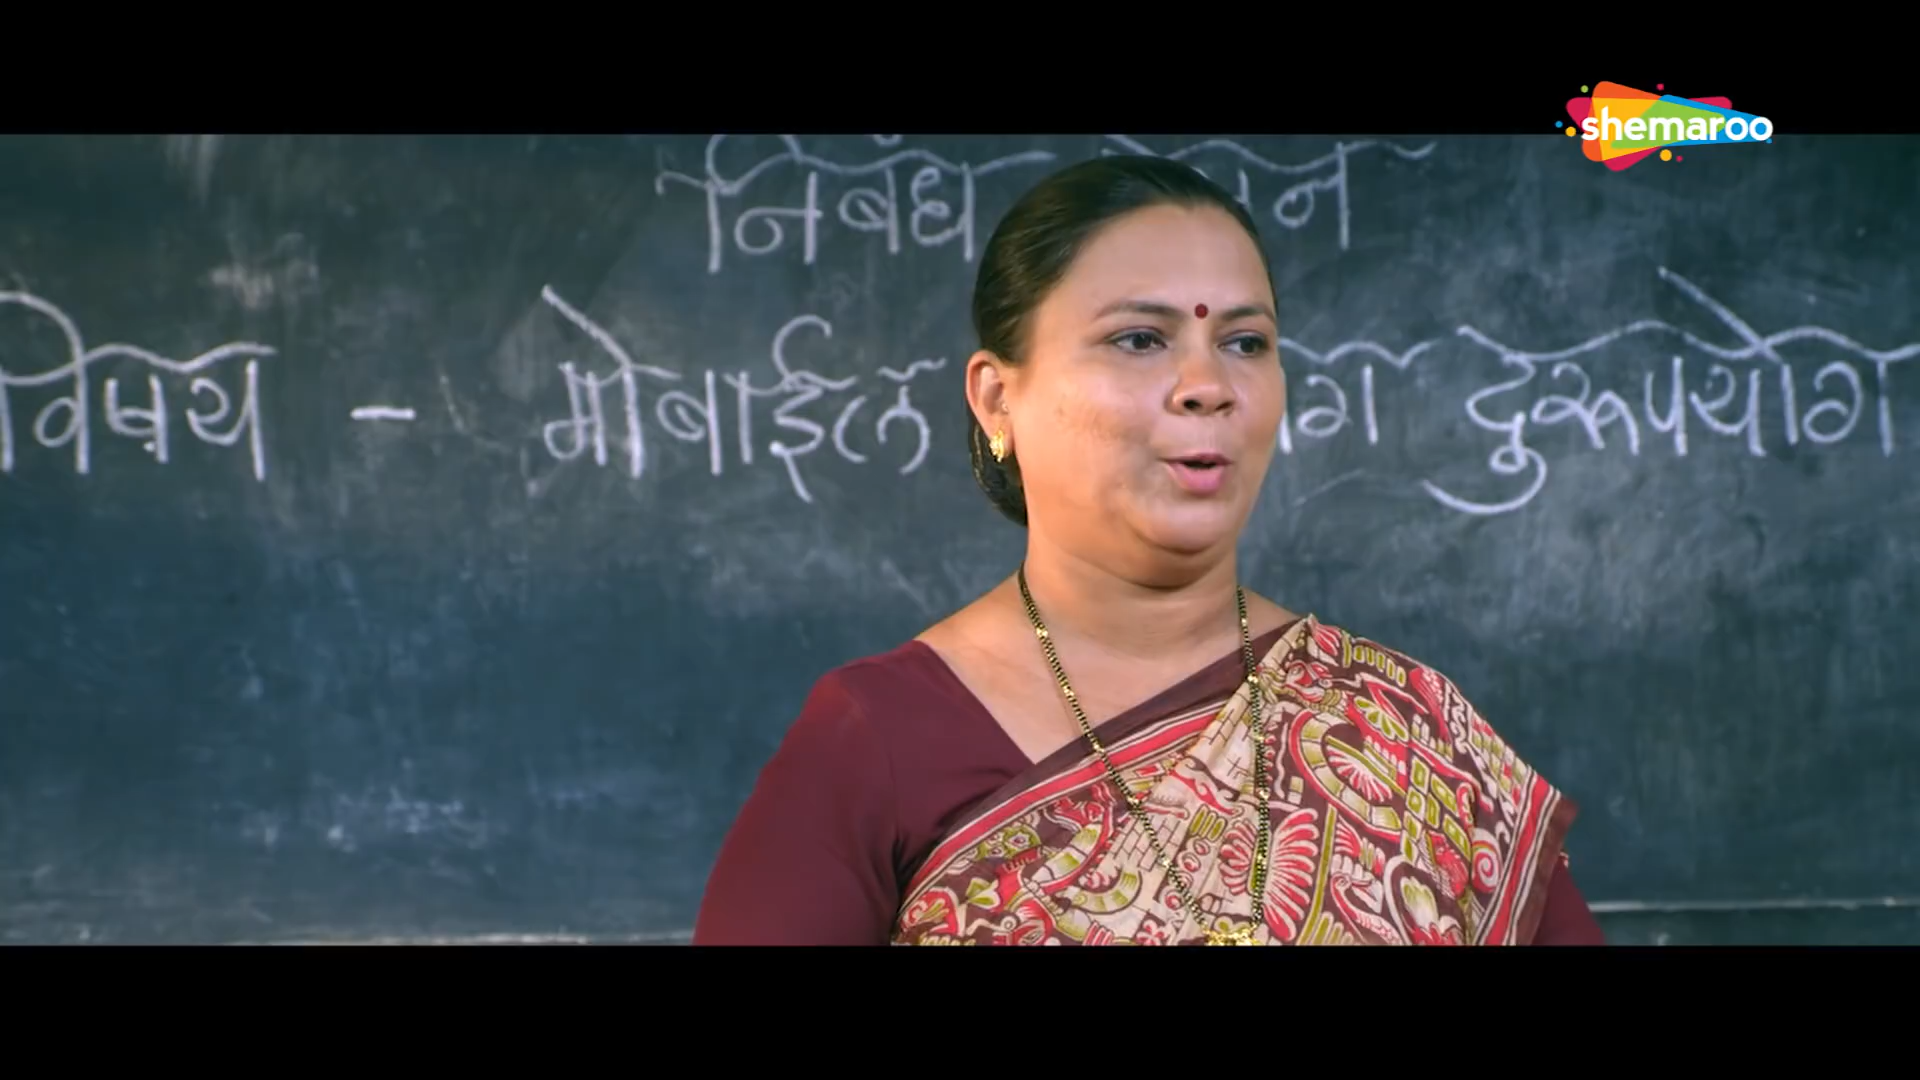 shemaroo
निबंध
विषय - मोबाईल दुरूपयोग